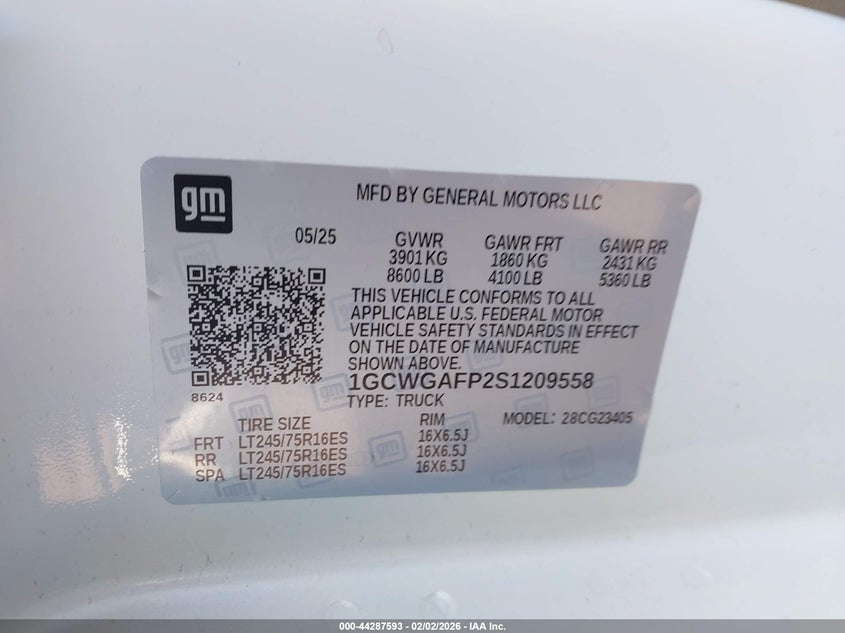 gm
MFD BY GENERAL MOTORS LLC
05/25
GVWR GAWR FRT GAWR RR
3901 KG 1860 KG 2431 KG
8600 LB 4100 LB 5360 LB
THIS VEHICLE CONFORMS TO ALL
APPLICABLE U.S. FEDERAL MOTOR
VEHICLE SAFETY STANDARDS IN EFFECT
ON THE DATE OF MANUFACTURE
SHOWN ABOVE.
1GCWGAFP2S1209558
8624
TYPE: TRUCK
TIRE SIZE RIM MODEL: 28CG23405
FRT LT245/75R16ES 16X6.5J
RR LT245/75R16ES 16X6.5J
SPA LT245/75R16ES 16X6.5J
000-44287593 - 02/02/2026 - IAA Inc.